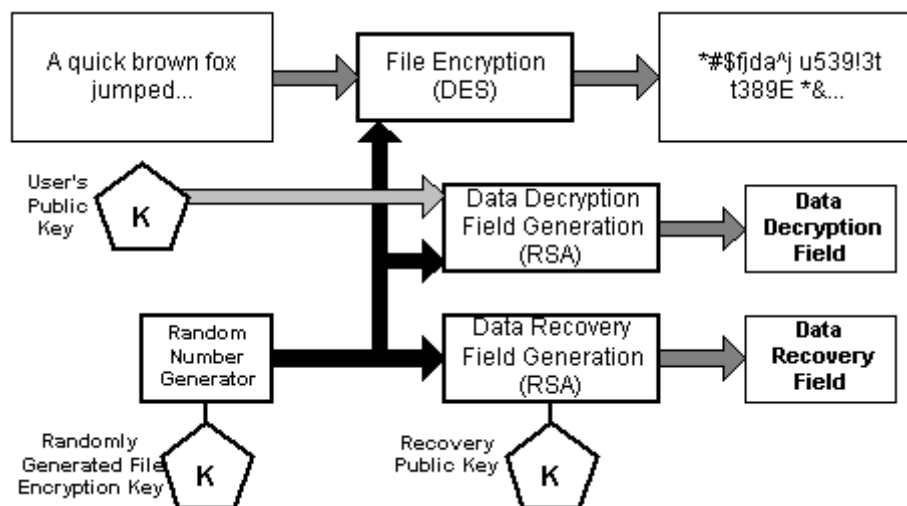 A quick brown fox
jumped...
File Encryption
(DES)
*#$fjda^j u539!3t
t389E *&...
User's
Public
Key
K
Data Decryption
Field Generation
(RSA)
Data
Decryption
Field
Random
Number
Generator
Data Recovery
Field Generation
(RSA)
Data
Recovery
Field
Randomly
Generated File
Encryption Key
K
Recovery
Public Key
K